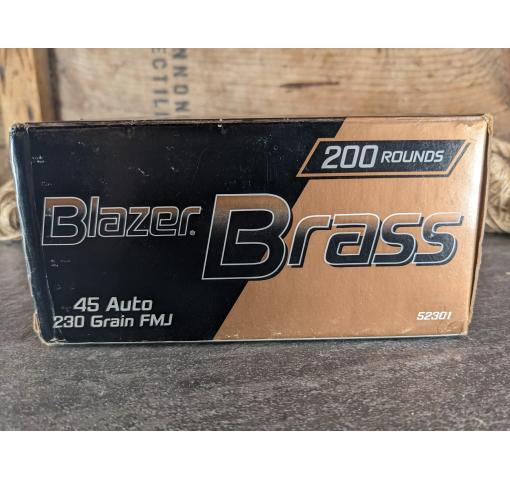 200 ROUNDS
Blazer® Brass
45 Auto
230 Grain FMJ
52301